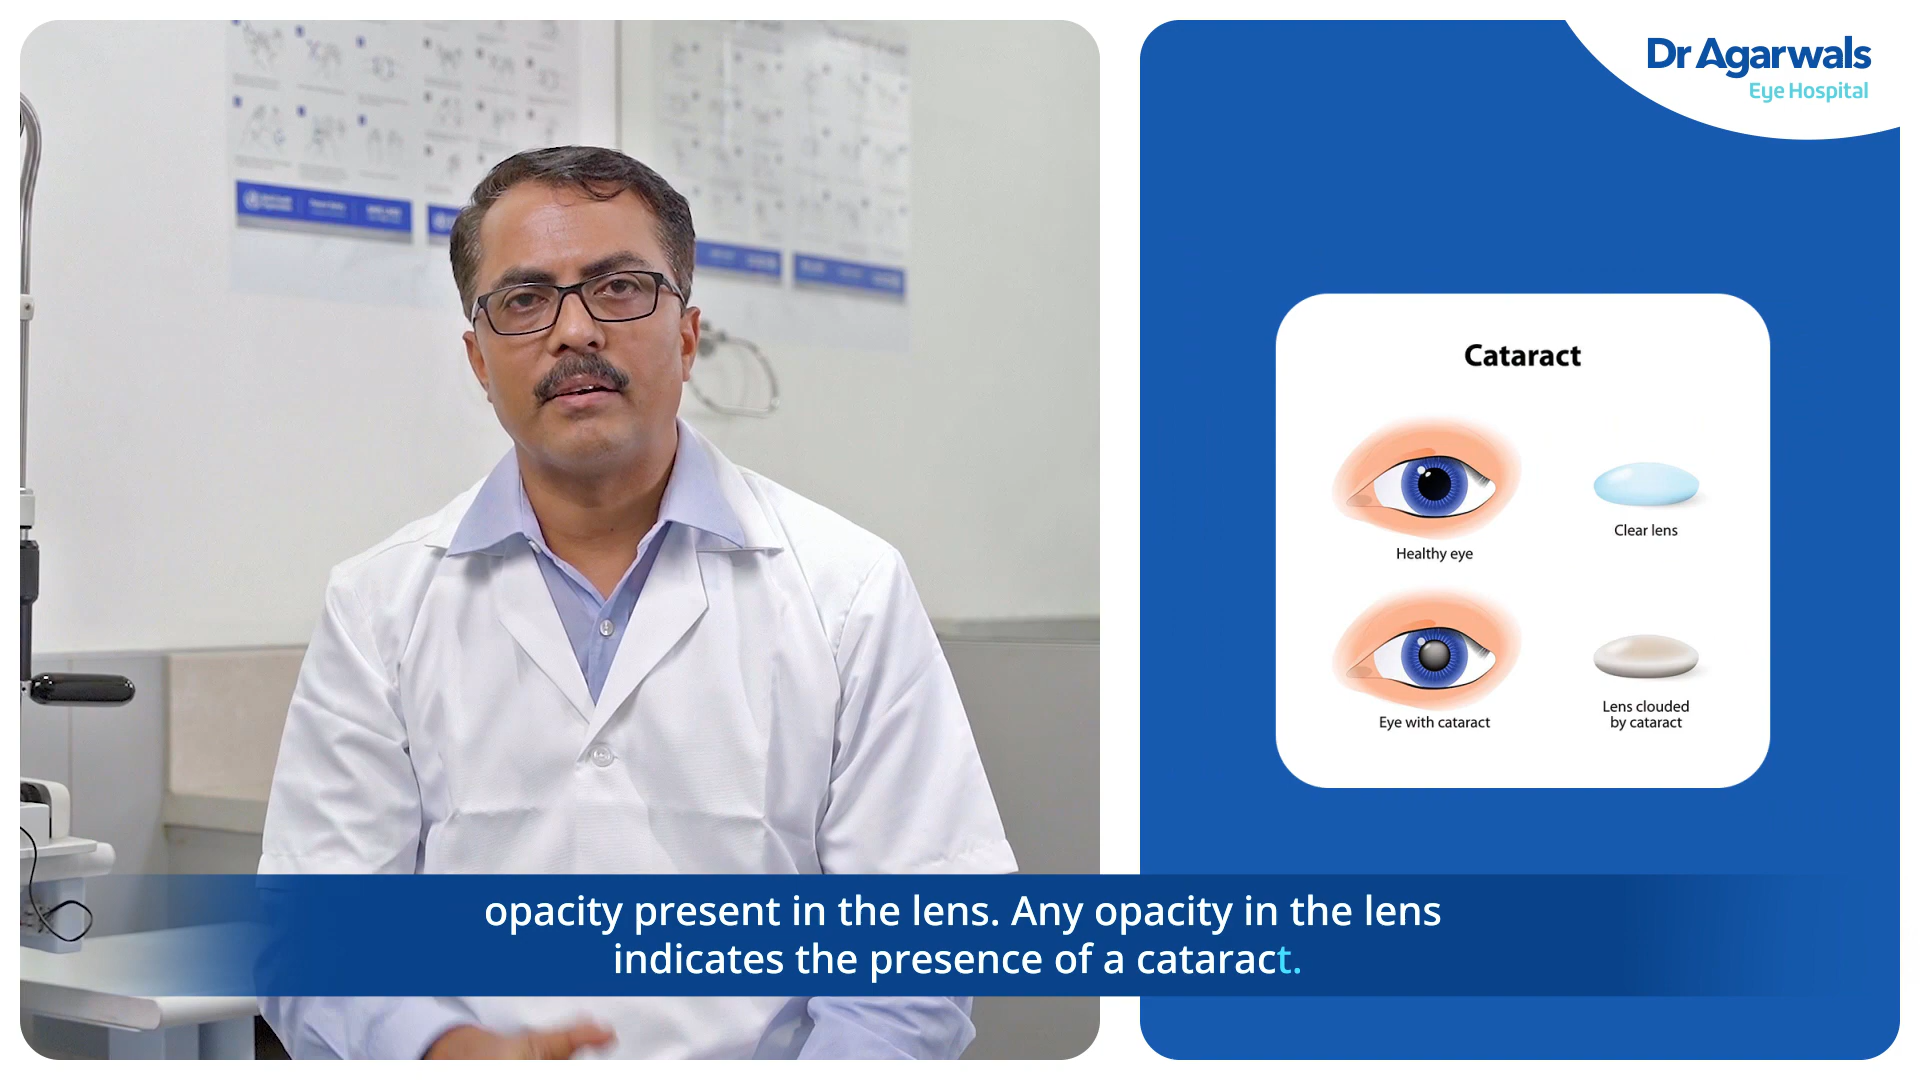 Dr Agarwals
Eye Hospital
Cataract
Healthy eye
Clear lens
Eye with cataract
Lens clouded
by cataract
opacity present in the lens. Any opacity in the lens
indicates the presence of a cataract.